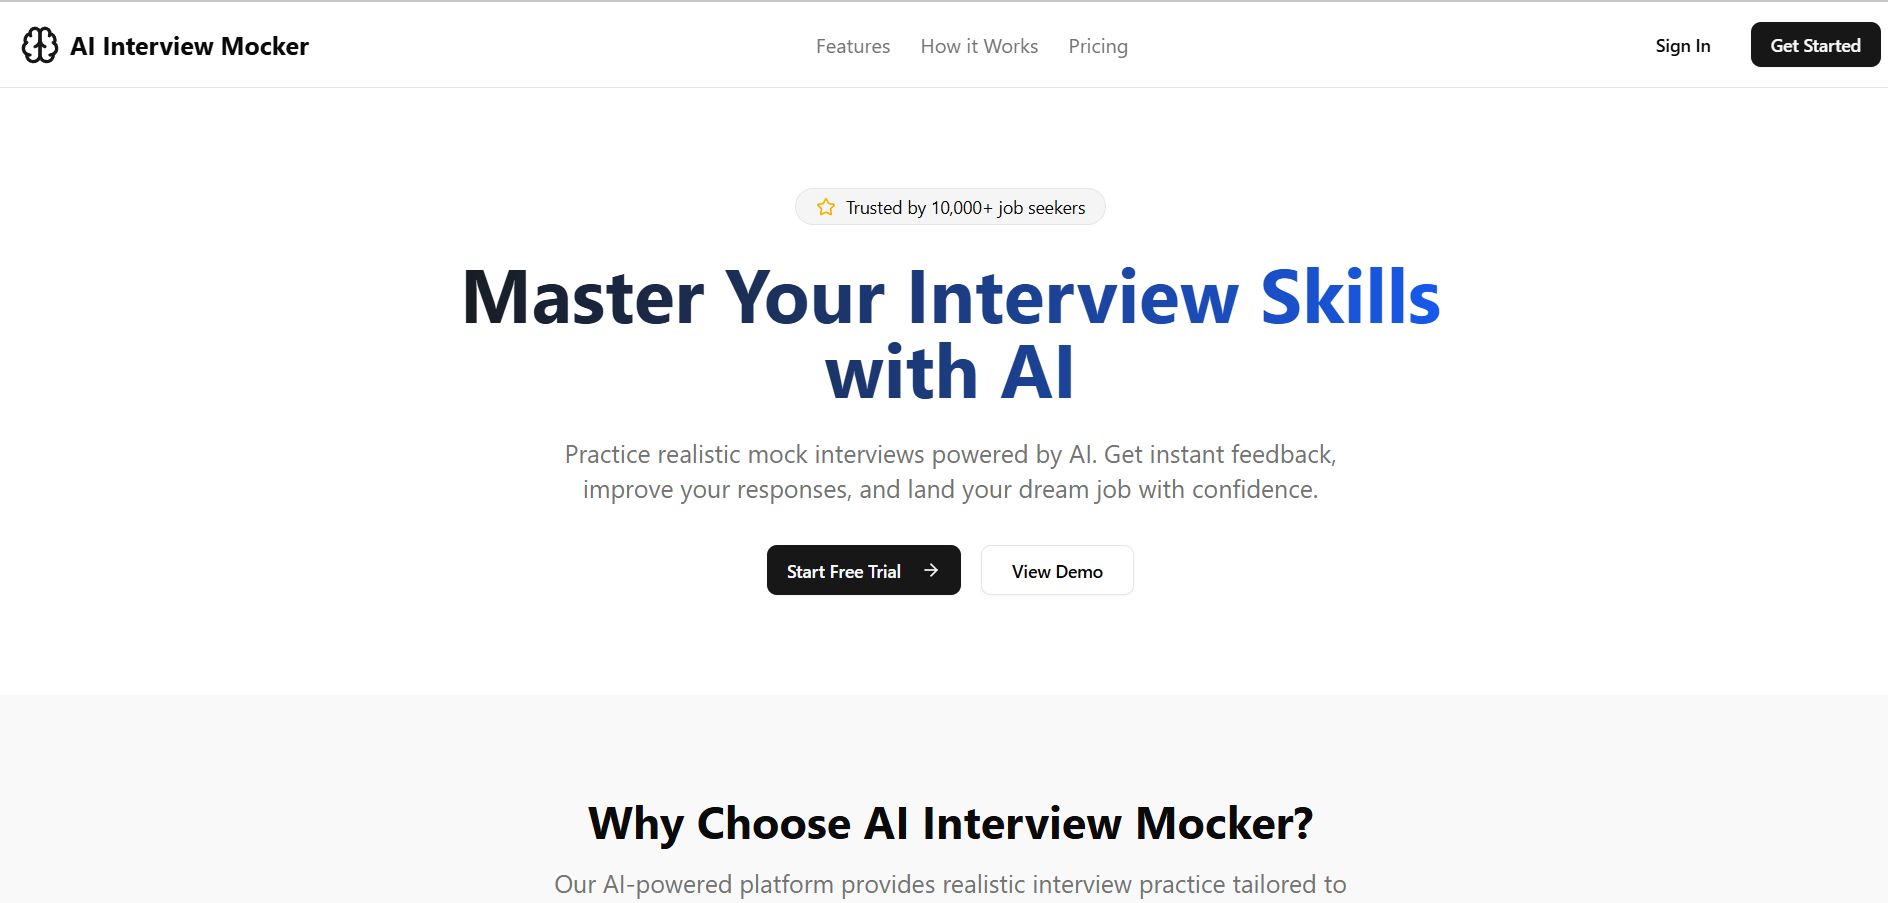 AI Interview Mocker
Features
How it Works
Pricing
Sign In
Get Started
Trusted by 10,000+ job seekers
Master Your Interview Skills
with AI
Practice realistic mock interviews powered by AI. Get instant feedback,
improve your responses, and land your dream job with confidence.
Start Free Trial
View Demo
Why Choose AI Interview Mocker?
Our AI-powered platform provides realistic interview practice tailored to